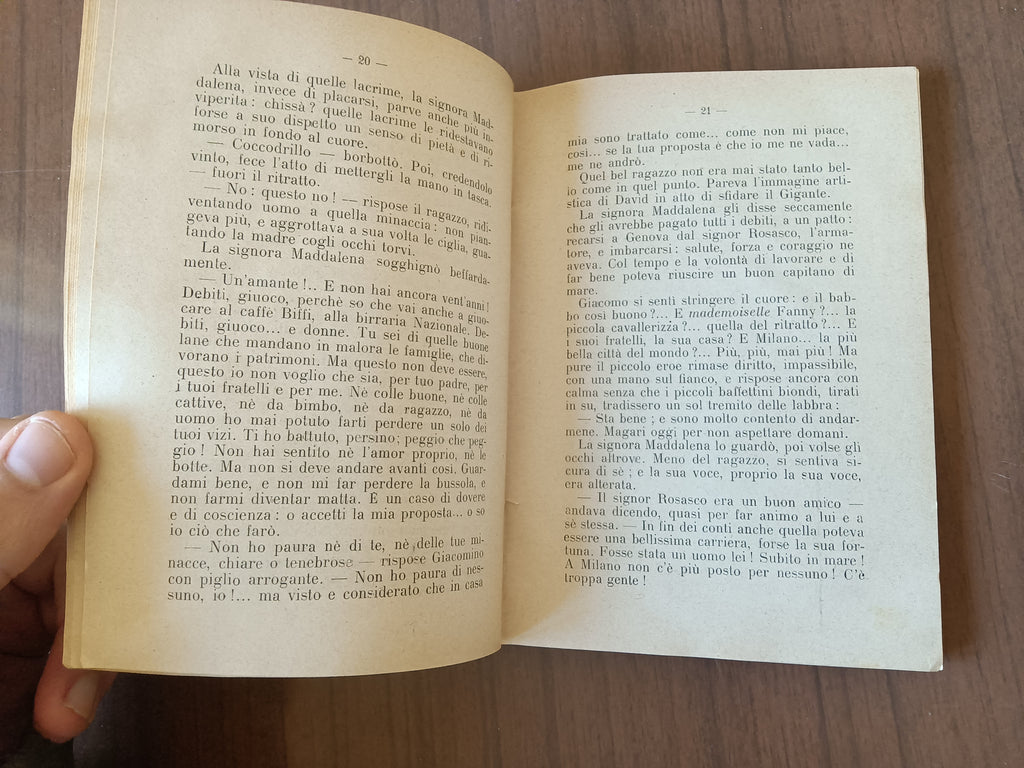 — 20 —
Alla vista di quelle lacrime, la signora Mad-
dalena, invece di placarsi, parve anche più in-
viperita : chissà ? quelle lacrime le ridestavano
forse a suo dispetto un senso di pietà e di ri-
morso in fondo al cuore.
— Coccodrillo — borbottò. Poi, credendolo
vinto, fece l'atto di mettergli la mano in tasca.
— fuori il ritratto.
— No : questo no ! — rispose il ragazzo, ridi-
ventando uomo a quella minaccia : non pian-
geva più, e aggrottava a sua volta le ciglia, gua-
tando la madre cogli occhi torvi.
La signora Maddalena sogghignò beffarda-
mente.
— Un'amante !.. E non hai ancora vent'anni !
Debiti, giuoco, perchè so che vai anche a giuo-
care al caffè Biffi, alla birraria Nazionale. De-
biti, giuoco... e donne. Tu sei di quelle buone
lane che mandano in malora le famiglie, che di-
vorano i patrimoni. Ma questo non deve essere,
questo io non voglio che sia, per tuo padre, per
i tuoi fratelli e per me. Nè colle buone, nè colle
cattive, nè da bimbo, nè da ragazzo, nè da
uomo ho mai potuto farti perdere un solo dei
tuoi vizi. Ti ho battuto, persino ; peggio che peg-
gio ! Non hai sentito nè l'amor proprio, nè le
botte. Ma non si deve andare avanti così. Guar-
dami bene, e non mi far perdere la bussola, e
non farmi diventar matta. È un caso di dovere
e di coscienza : o accetti la mia proposta... o so
io ciò che farò.
— Non ho paura nè di te, nè delle tue mi-
nacce, chiare o tenebrose — rispose Giacomino
con piglio arrogante. — Non ho paura di nes-
suno, io !... ma visto e considerato che in casa
— 21 —
mia sono trattato come... come non mi piace,
così... se la tua proposta è che io me ne vada...
me ne andrò.
Quel bel ragazzo non era mai stato tanto bel-
lo come in quel punto. Pareva l'immagine arti-
stica di David in atto di sfidare il Gigante.
La signora Maddalena gli disse seccamente
che gli avrebbe pagato tutti i debiti, a un patto :
recarsi a Genova dal signor Rosasco, l'arma-
tore, e imbarcarsi : salute, forza e coraggio ne
aveva. Col tempo e la volontà di lavorare e di
far bene poteva riuscire un buon capitano di
mare.
Giacomo si sentì stringere il cuore : e il bab-
bo così buono ?... E mademoiselle Fanny ?... la
piccola cavallerizza ?... quella del ritratto ?... E
i suoi fratelli, la sua casa ? E Milano... la più
bella città del mondo ?... Più, più, mai più ! Ma
pure il piccolo eroe rimase diritto, impassibile,
con una mano sul fianco, e rispose ancora con
calma senza che i piccoli baffettini biondi, tirati
in su, tradissero un sol tremito delle labbra :
— Sta bene ; e sono molto contento di andar-
mene. Magari oggi per non aspettare domani.
La signora Maddalena lo guardò, poi volse gli
occhi altrove. Meno del ragazzo, si sentiva si-
cura di sè ; e la sua voce, proprio la sua voce,
era alterata.
— Il signor Rosasco era un buon amico —
andava dicendo, quasi per far animo a lui e a
sè stessa. — In fin dei conti anche quella poteva
essere una bellissima carriera, forse la sua for-
tuna. Fosse stata un uomo lei ! Subito in mare !
A Milano non c'è più posto per nessuno ! C'è
troppa gente !